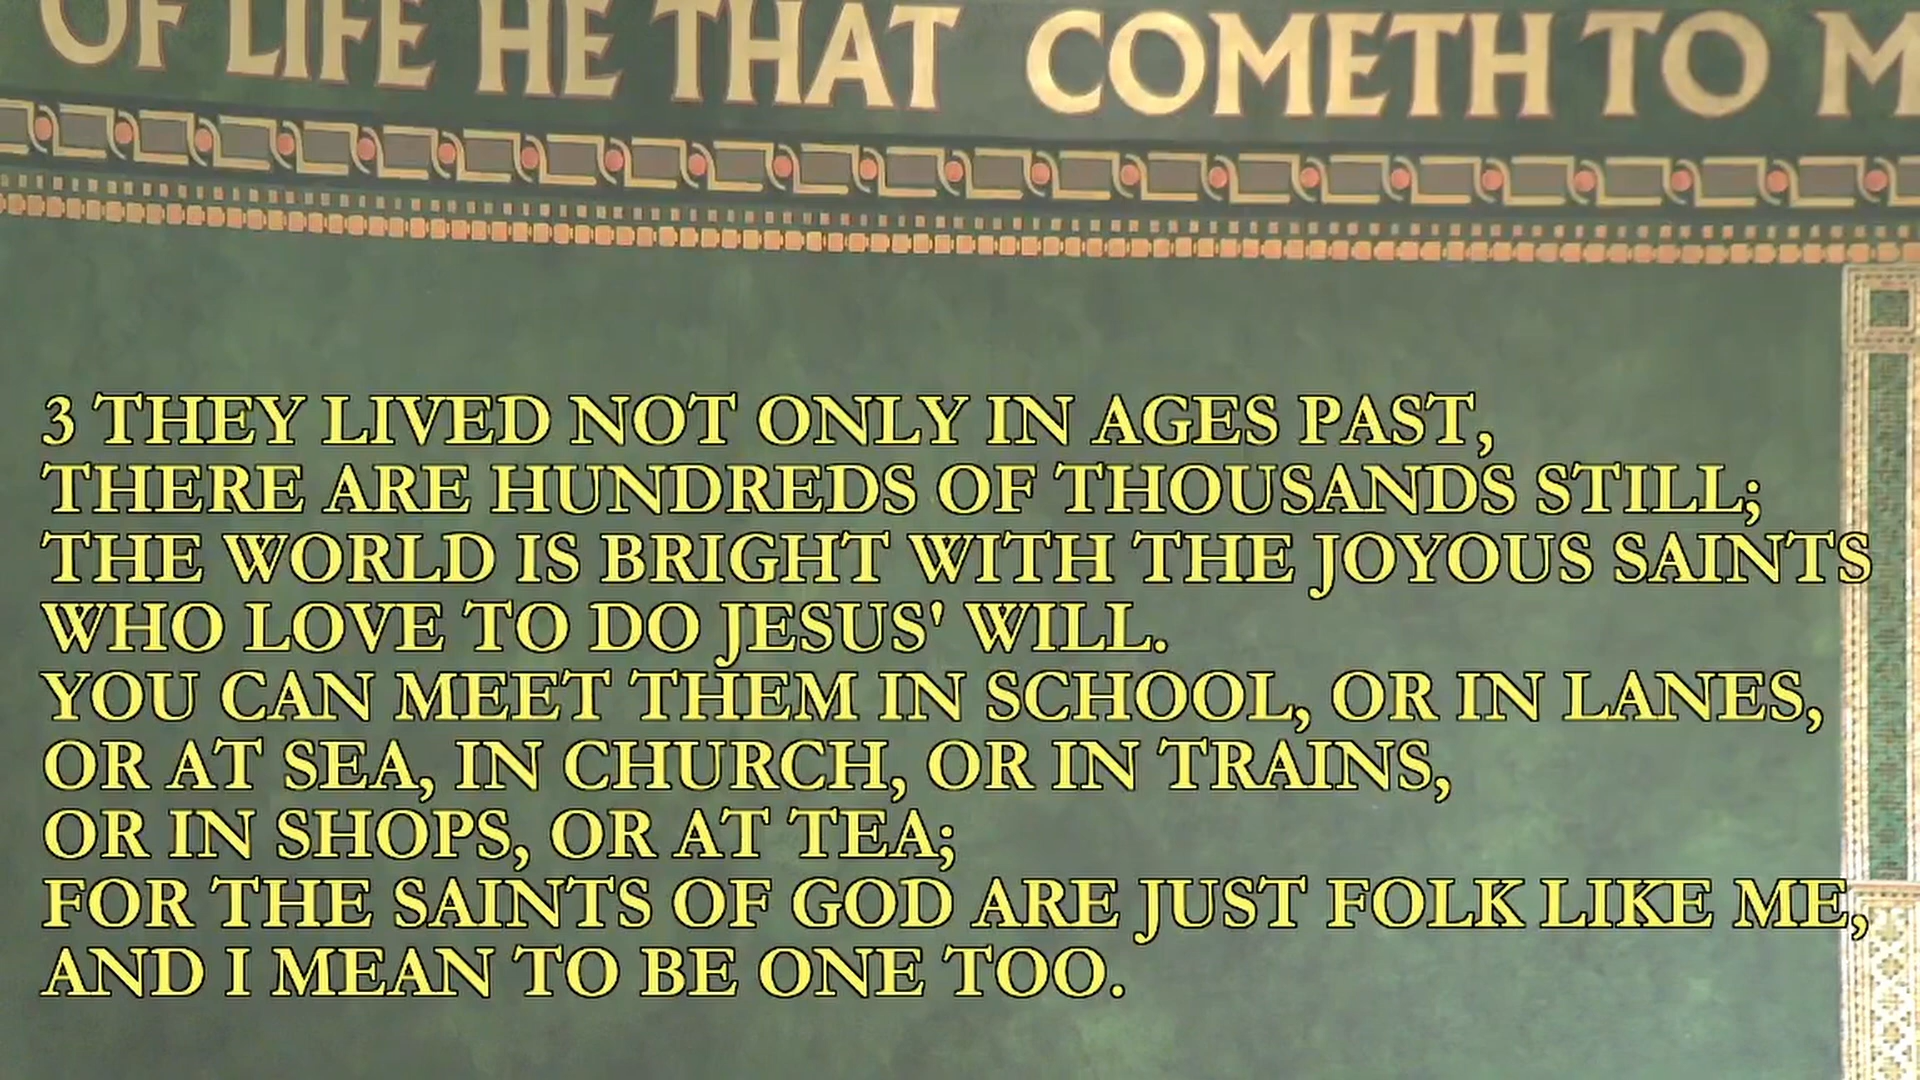 OF LIFE HE THAT COMETH TO M
3 THEY LIVED NOT ONLY IN AGES PAST,
THERE ARE HUNDREDS OF THOUSANDS STILL;
THE WORLD IS BRIGHT WITH THE JOYOUS SAINTS
WHO LOVE TO DO JESUS' WILL.
YOU CAN MEET THEM IN SCHOOL, OR IN LANES,
OR AT SEA, IN CHURCH, OR IN TRAINS,
OR IN SHOPS, OR AT TEA;
FOR THE SAINTS OF GOD ARE JUST FOLK LIKE ME,
AND I MEAN TO BE ONE TOO.